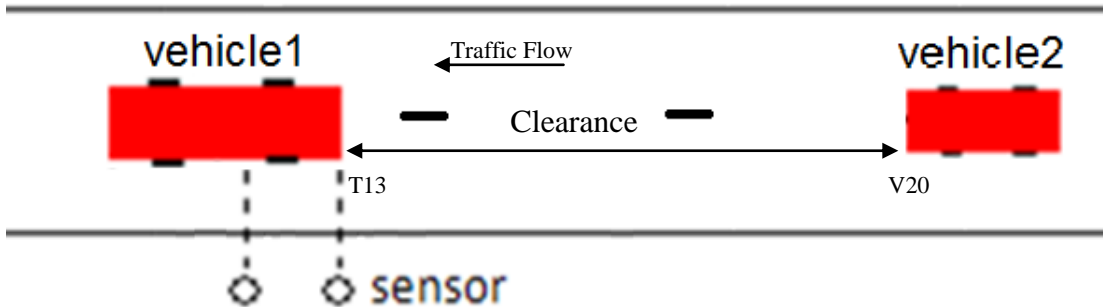 vehicle1
Traffic Flow
vehicle2
Clearance
T13
V20
sensor